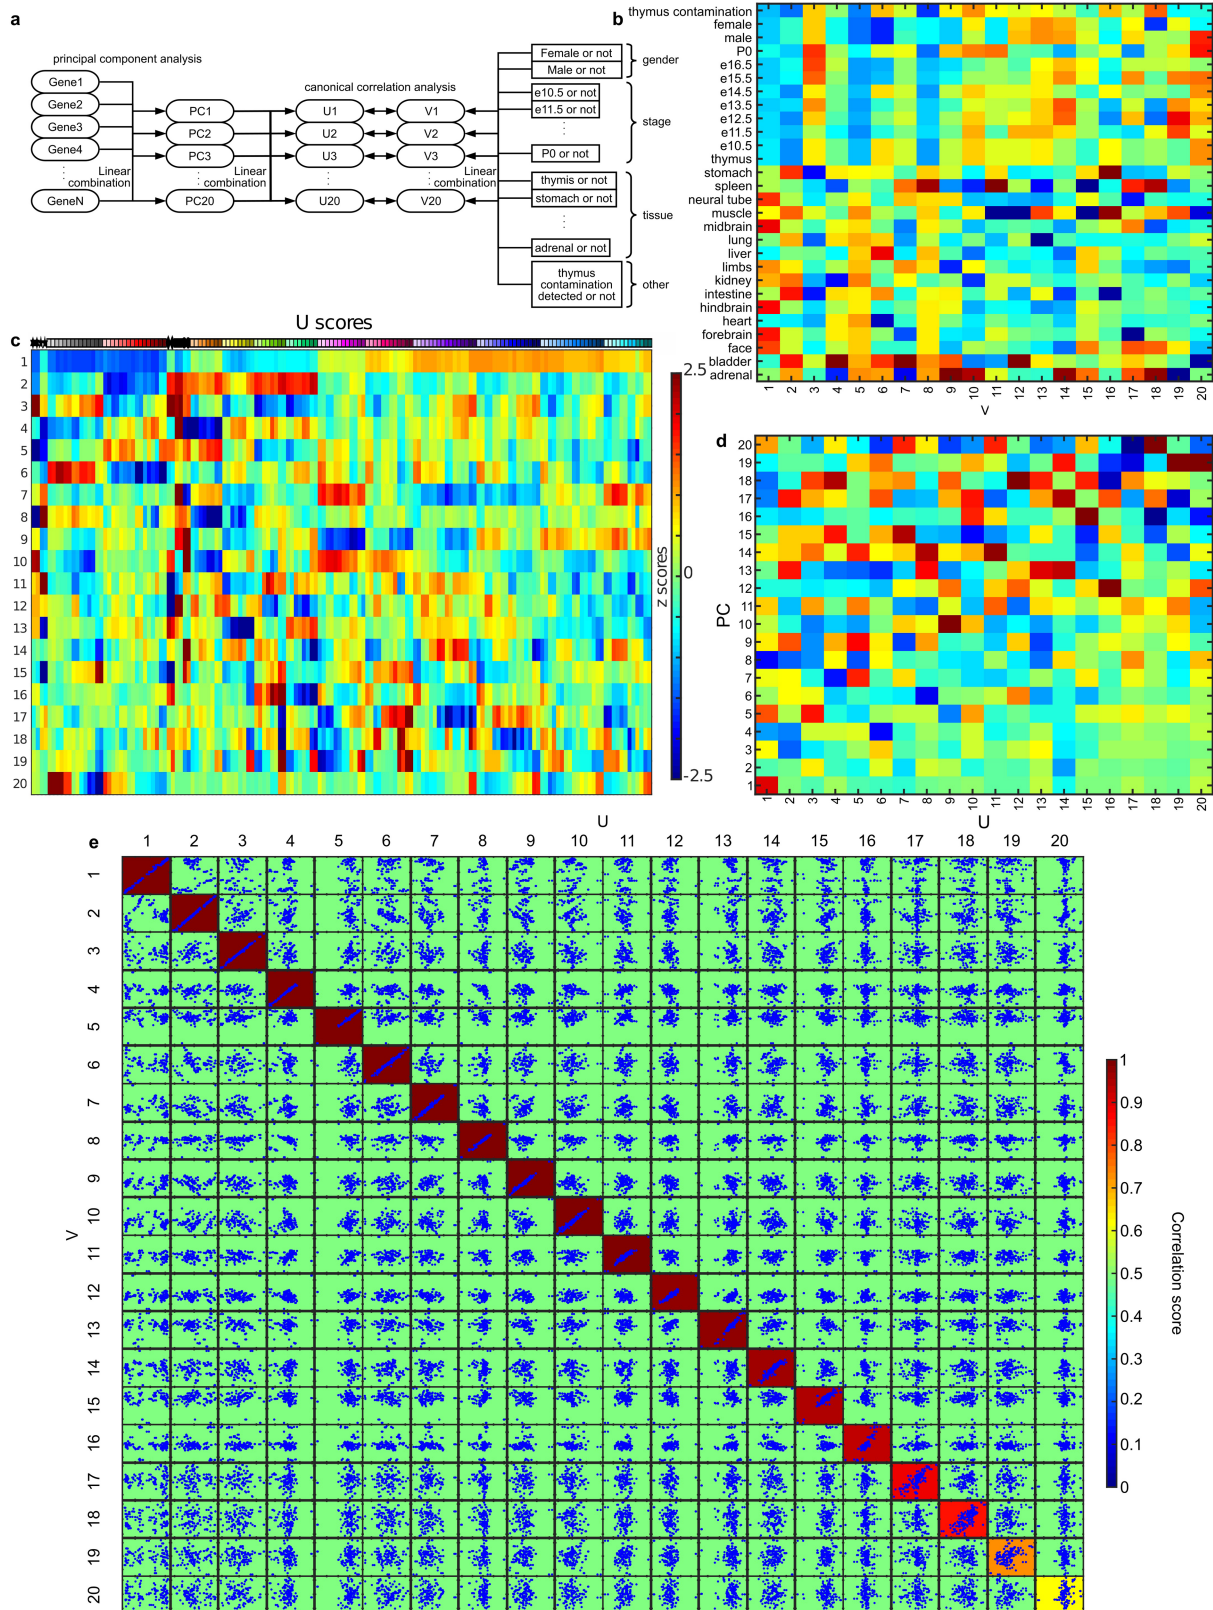 a
principal component analysis
canonical correlation analysis
Gene1
Gene2
Gene3
Gene4
GeneN
Linear
combination
PC1
PC2
PC3
PC20
Linear
combination
U1
U2
U3
U20
V1
V2
V3
V20
Linear
combination
Female or not
Male or not
gender
e10.5 or not
e11.5 or not
P0 or not
stage
thymis or not
stomach or not
adrenal or not
tissue
thymus
contamination
detected or not
other
b
thymus contamination
female
male
P0
e16.5
e15.5
e14.5
e13.5
e12.5
e11.5
e10.5
thymus
stomach
spleen
neural tube
muscle
midbrain
lung
liver
limbs
kidney
intestine
hindbrain
heart
forebrain
face
bladder
adrenal
1 2 3 4 5 6 7 8 9 10 11 12 13 14 15 16 17 18 19 20
V
U scores
c
1
2
3
4
5
6
7
8
9
10
11
12
13
14
15
16
17
18
19
20
2.5
0
-2.5
z scores
d
PC
20
19
18
17
16
15
14
13
12
11
10
9
8
7
6
5
4
3
2
1
1 2 3 4 5 6 7 8 9 10 11 12 13 14 15 16 17 18 19 20
U
e
U
1 2 3 4 5 6 7 8 9 10 11 12 13 14 15 16 17 18 19 20
V
1
2
3
4
5
6
7
8
9
10
11
12
13
14
15
16
17
18
19
20
1
0.9
0.8
0.7
0.6
0.5
0.4
0.3
0.2
0.1
0
Correlation score